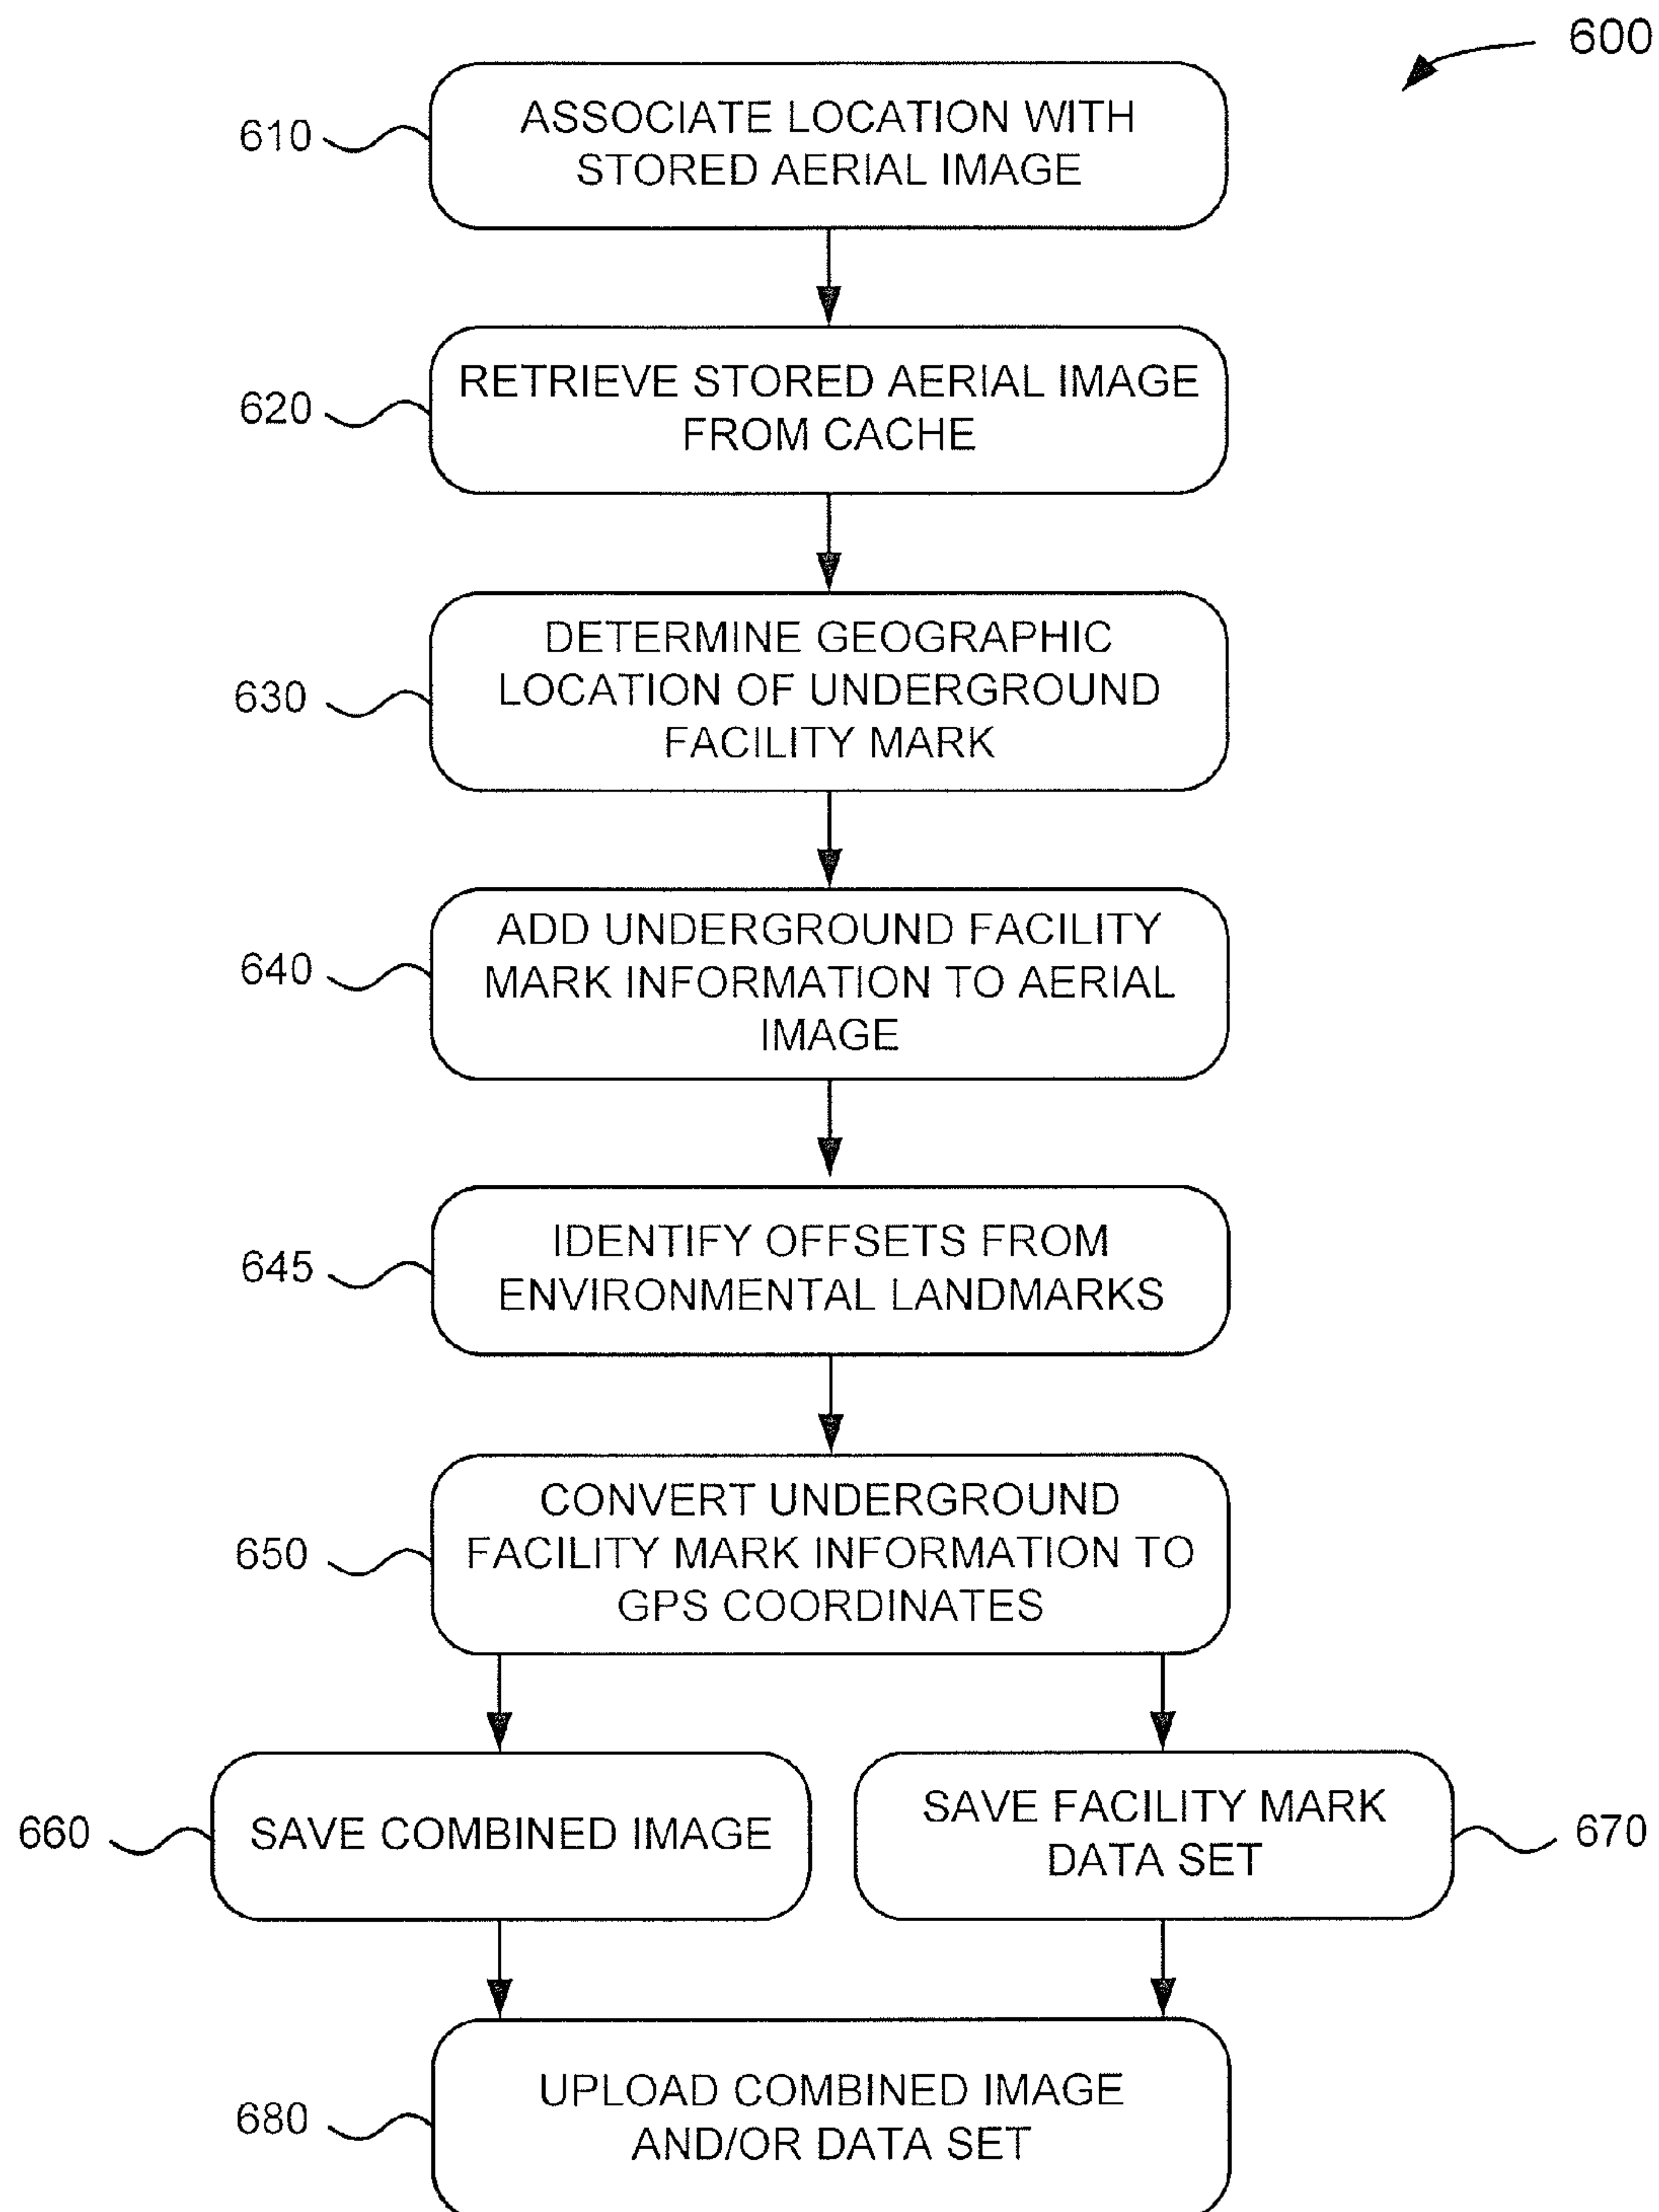 600
610
ASSOCIATE LOCATION WITH
STORED AERIAL IMAGE
620
RETRIEVE STORED AERIAL IMAGE
FROM CACHE
630
DETERMINE GEOGRAPHIC
LOCATION OF UNDERGROUND
FACILITY MARK
640
ADD UNDERGROUND FACILITY
MARK INFORMATION TO AERIAL
IMAGE
645
IDENTIFY OFFSETS FROM
ENVIRONMENTAL LANDMARKS
650
CONVERT UNDERGROUND
FACILITY MARK INFORMATION TO
GPS COORDINATES
660
SAVE COMBINED IMAGE
SAVE FACILITY MARK
DATA SET
670
680
UPLOAD COMBINED IMAGE
AND/OR DATA SET